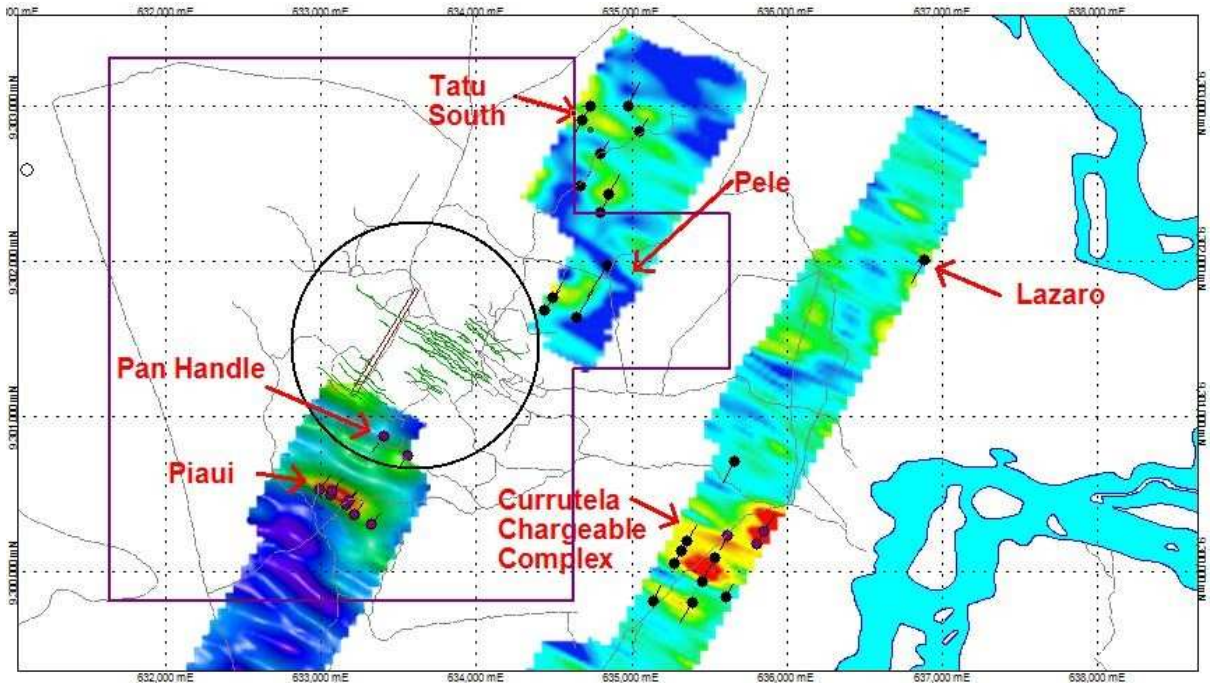 632,000 mE 633,000 mE 634,000 mE 635,000 mE 636,000 mE 637,000 mE 638,000 mE
Tatu
South
Pele
Lazaro
Pan Handle
Piaui
Currutela
Chargeable
Complex
632,000 mE 633,000 mE 634,000 mE 635,000 mE 636,000 mE 637,000 mE 638,000 mE